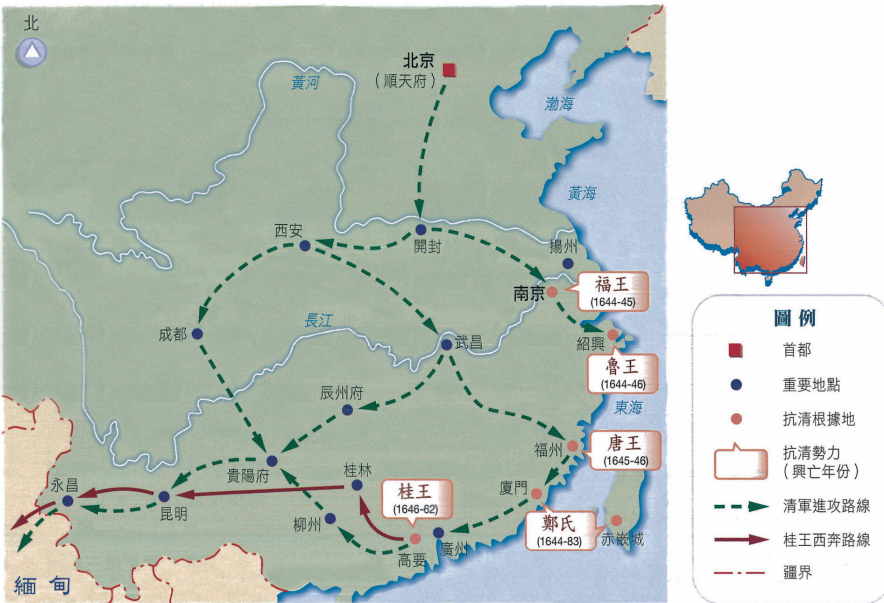 北
北京
（順天府）
黃河
渤海
黃海
西安
開封
揚州
南京
福王
(1644-45)
成都
長江
武昌
紹興
魯王
(1644-46)
辰州府
東海
福州
唐王
(1645-46)
貴陽府
桂林
廈門
永昌
昆明
桂王
(1646-62)
柳州
鄭氏
(1644-83)
赤嵌城
高要
廣州
緬甸
圖例
首都
重要地點
抗清根據地
抗清勢力
（興亡年份）
清軍進攻路線
桂王西奔路線
疆界